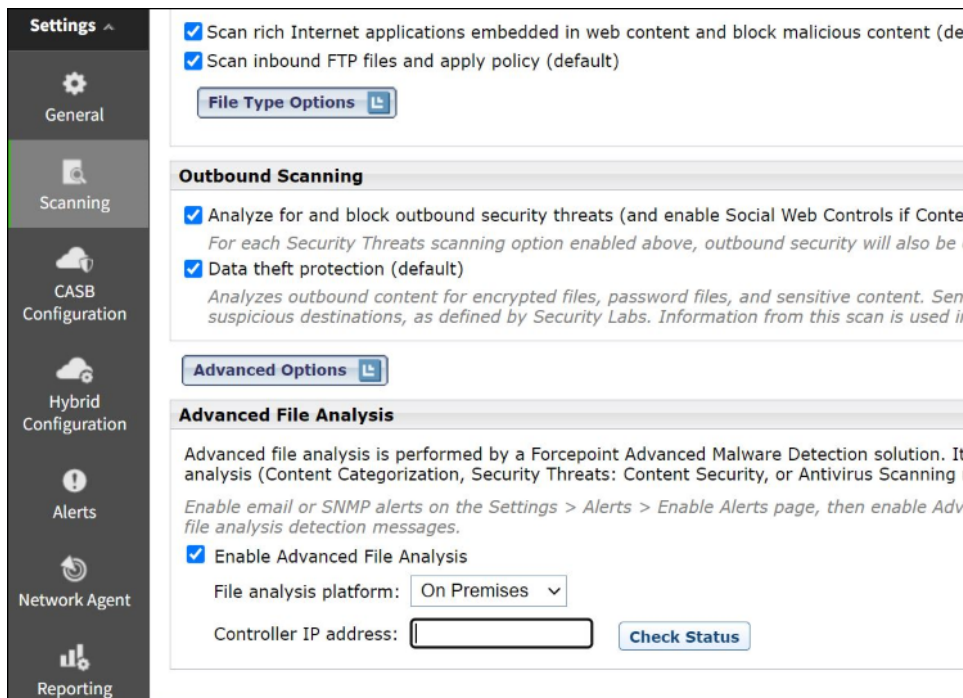 Settings
General
Scanning
CASB
Configuration
Hybrid
Configuration
Alerts
Network Agent
Reporting
Scan rich Internet applications embedded in web content and block malicious content (de
Scan inbound FTP files and apply policy (default)
File Type Options
Outbound Scanning
Analyze for and block outbound security threats (and enable Social Web Controls if Conte
For each Security Threats scanning option enabled above, outbound security will also be
Data theft protection (default)
Analyzes outbound content for encrypted files, password files, and sensitive content. Sen
suspicious destinations, as defined by Security Labs. Information from this scan is used i
Advanced Options
Advanced File Analysis
Advanced file analysis is performed by a Forcepoint Advanced Malware Detection solution. It
analysis (Content Categorization, Security Threats: Content Security, or Antivirus Scanning
Enable email or SNMP alerts on the Settings > Alerts > Enable Alerts page, then enable Adv
file analysis detection messages.
Enable Advanced File Analysis
File analysis platform: On Premises
Controller IP address: Check Status